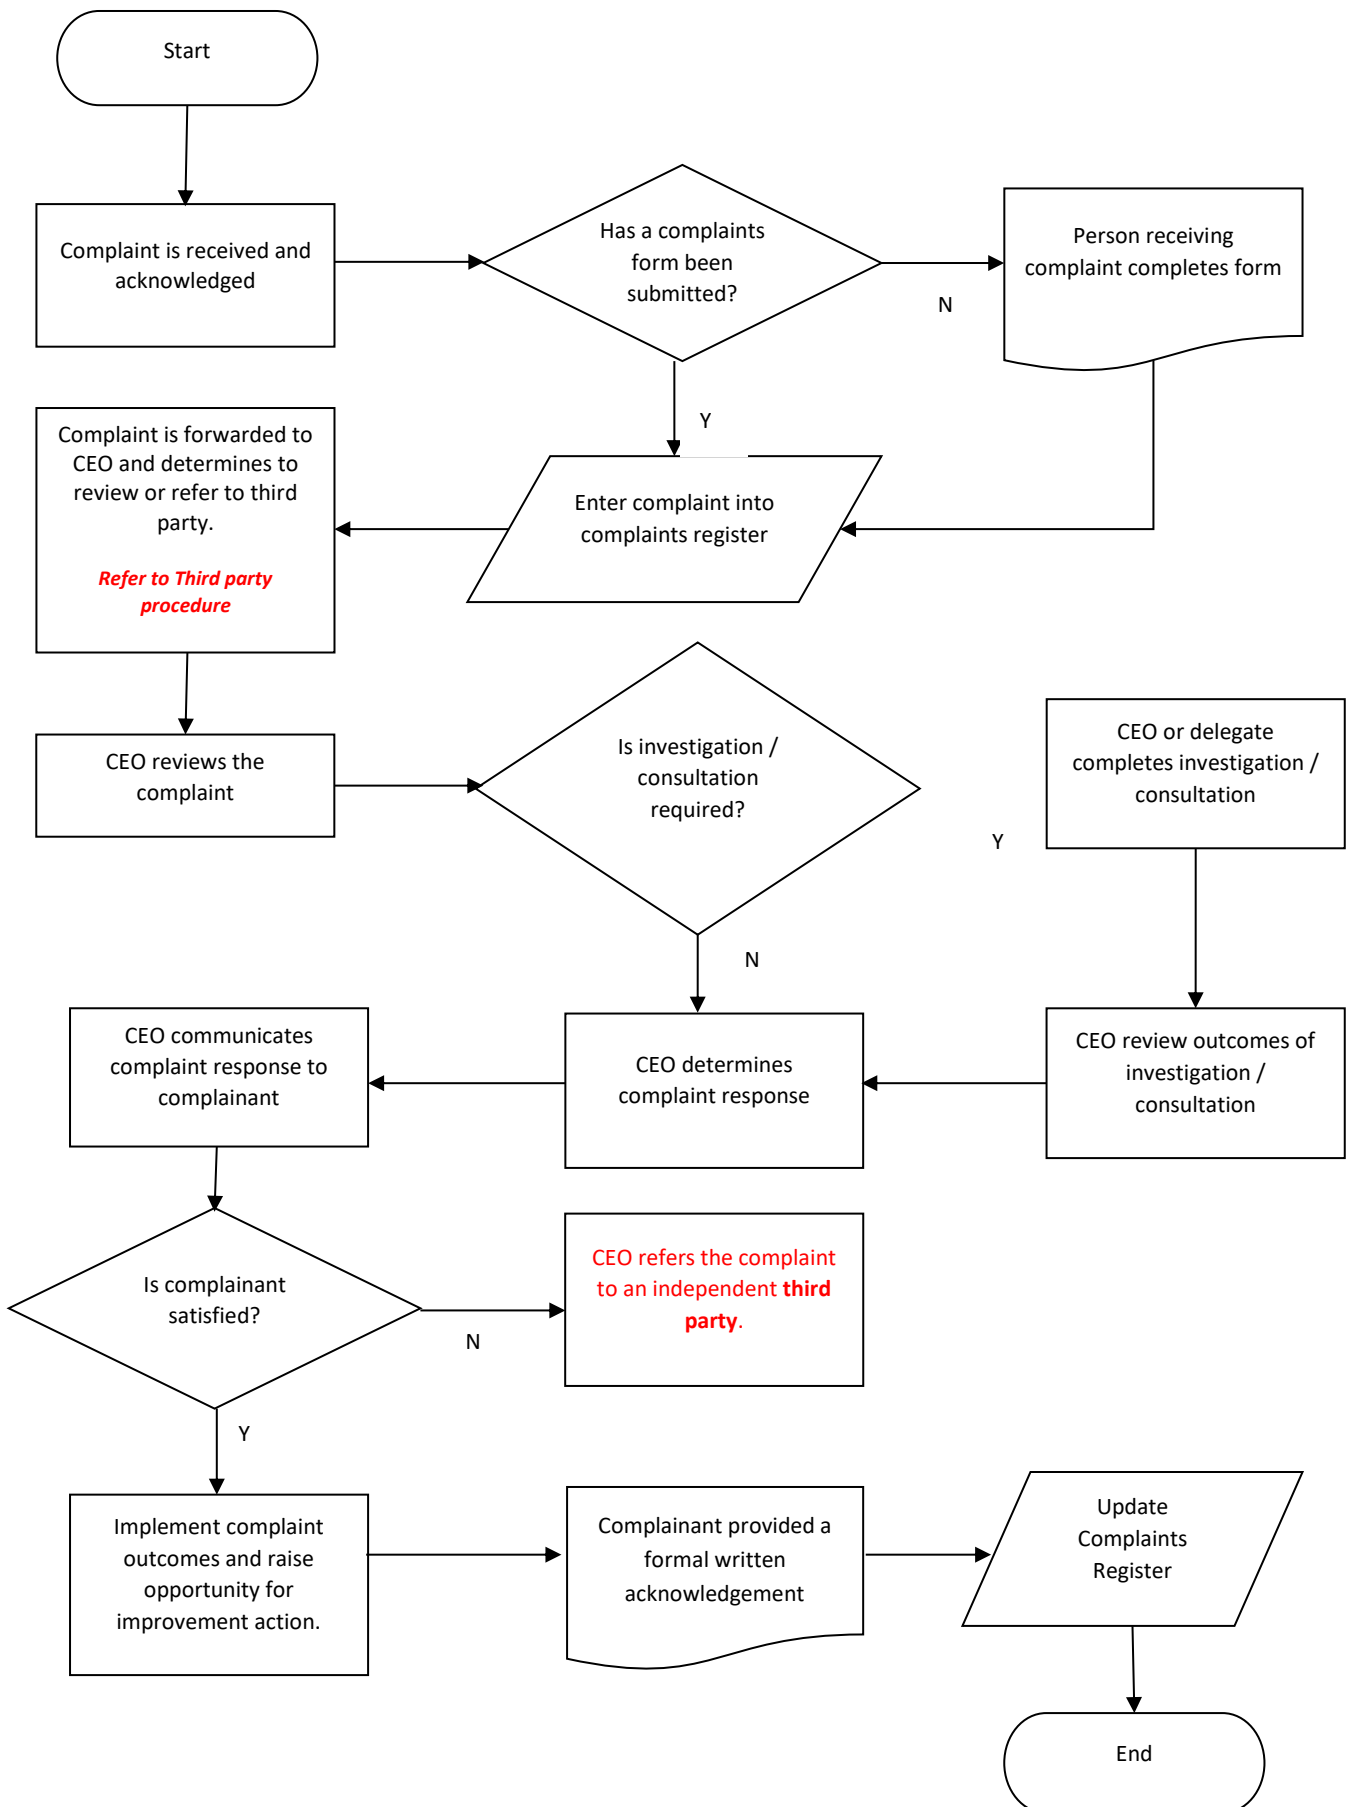 Start
Complaint is received and
acknowledged
Has a complaints
form been
submitted?
N
Person receiving
complaint completes form
Y
Complaint is forwarded to
CEO and determines to
review or refer to third
party.
Refer to Third party
procedure
Enter complaint into
complaints register
CEO reviews the
complaint
Is investigation /
consultation
required?
Y
CEO or delegate
completes investigation /
consultation
N
CEO communicates
complaint response to
complainant
CEO determines
complaint response
CEO review outcomes of
investigation /
consultation
Is complainant
satisfied?
N
CEO refers the complaint
to an independent third
party.
Y
Implement complaint
outcomes and raise
opportunity for
improvement action.
Complainant provided a
formal written
acknowledgement
Update
Complaints
Register
End